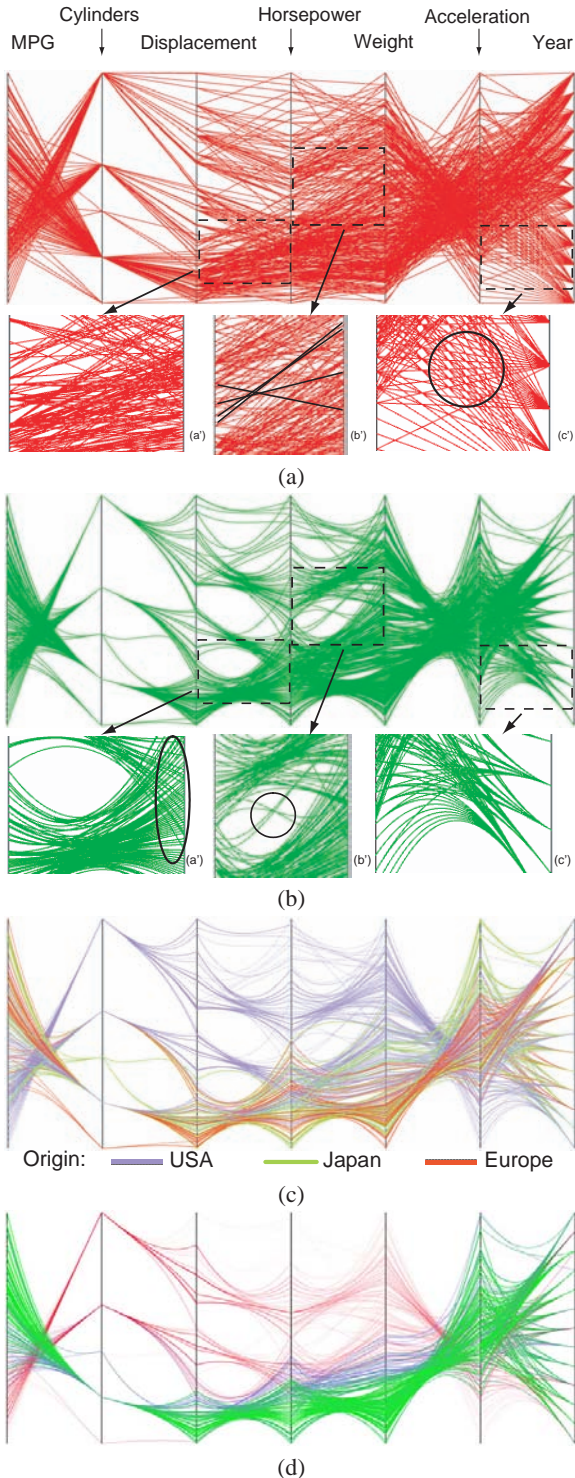 Cylinders Horsepower Acceleration
MPG Displacement Weight Year
(a') (b') (c')
(a)
(a') (b') (c')
(b)
Origin: USA Japan Europe
(c)
(d)